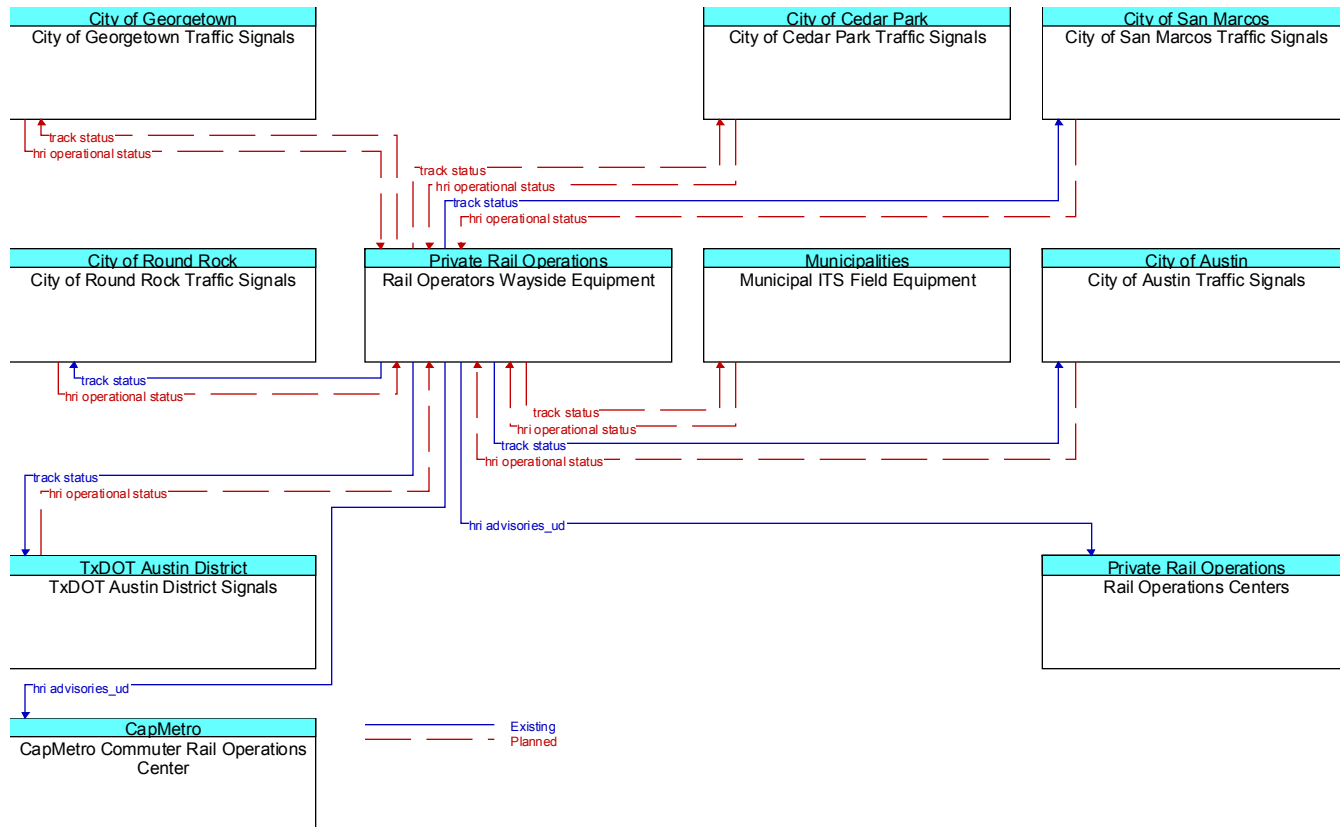 City of Georgetown
City of Georgetown Traffic Signals
City of Cedar Park
City of Cedar Park Traffic Signals
City of San Marcos
City of San Marcos Traffic Signals
track status
hri operational status
track status
hri operational status
track status
hri operational status
City of Round Rock
City of Round Rock Traffic Signals
Private Rail Operations
Rail Operators Wayside Equipment
Municipalities
Municipal ITS Field Equipment
City of Austin
City of Austin Traffic Signals
track status
hri operational status
track status
hri operational status
track status
hri operational status
track status
hri operational status
hri advisories_ud
TxDOT Austin District
TxDOT Austin District Signals
Private Rail Operations
Rail Operations Centers
hri advisories_ud
CapMetro
CapMetro Commuter Rail Operations
Center
Existing
Planned